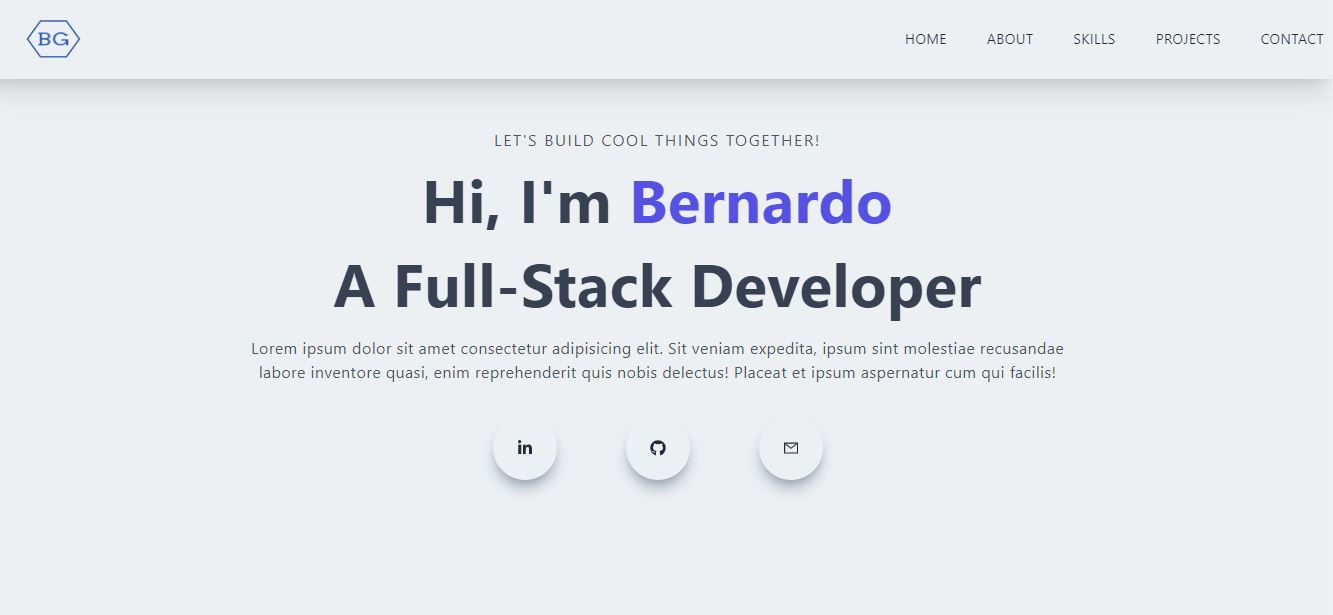 BG
HOME ABOUT SKILLS PROJECTS CONTACT
LET'S BUILD COOL THINGS TOGETHER!
Hi, I'm Bernardo
A Full-Stack Developer
Lorem ipsum dolor sit amet consectetur adipisicing elit. Sit veniam expedita, ipsum sint molestiae recusandae
labore inventore quasi, enim reprehenderit quis nobis delectus! Placeat et ipsum aspernatur cum qui facilis!
in